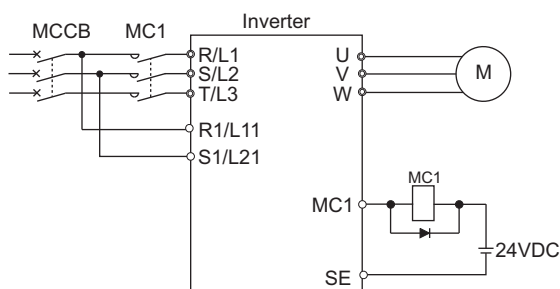 Inverter
MCCB MC1
R/L1
S/L2
T/L3
R1/L11
S1/L21
U
V
W
M
MC1
MC1
24VDC
SE